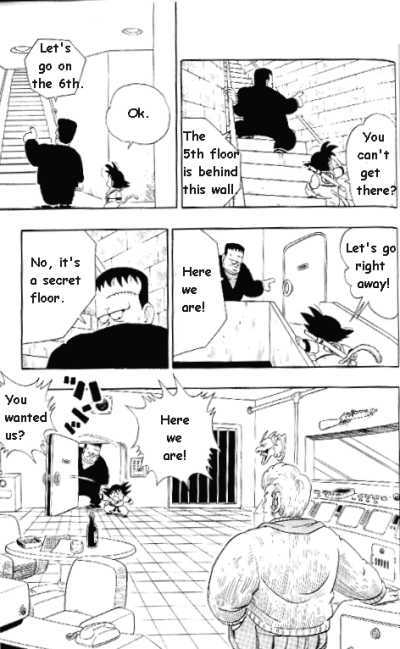 Let's
go on
the 6th.
Ok.
The
5th floor
is behind
this wall.
You
can't
get
there?
No, it's
a secret
floor.
Here
we
are!
Let's go
right
away!
You
wanted
us?
Here
we
are!